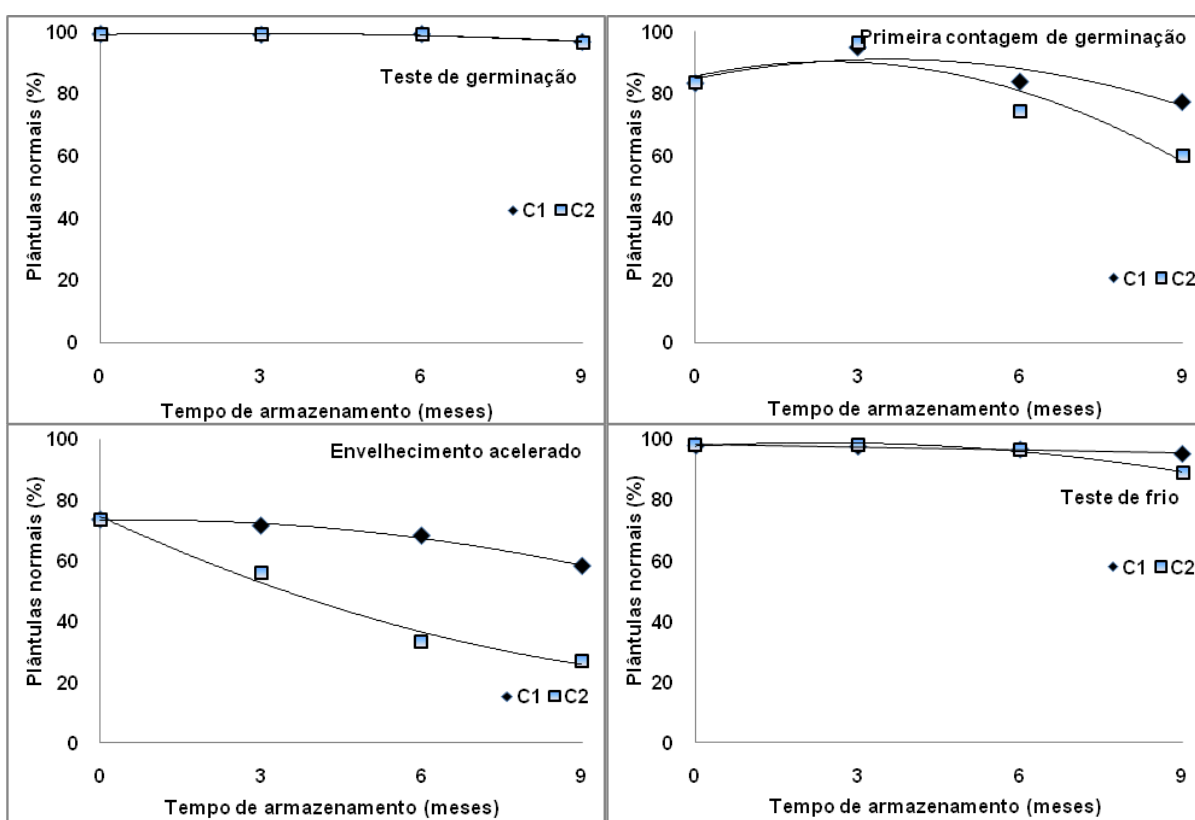 100
80
60
40
20
0
Plântulas normais (%)
Teste de germinação
C1 C2
0 3 6 9
Tempo de armazenamento (meses)
100
80
60
40
20
0
Plântulas normais (%)
Primeira contagem de germinação
C1 C2
0 3 6 9
Tempo de armazenamento (meses)
100
80
60
40
20
0
Plântulas normais (%)
Envelhecimento acelerado
C1 C2
0 3 6 9
Tempo de armazenamento (meses)
100
80
60
40
20
0
Plântulas normais (%)
Teste de frio
C1 C2
0 3 6 9
Tempo de armazenamento (meses)